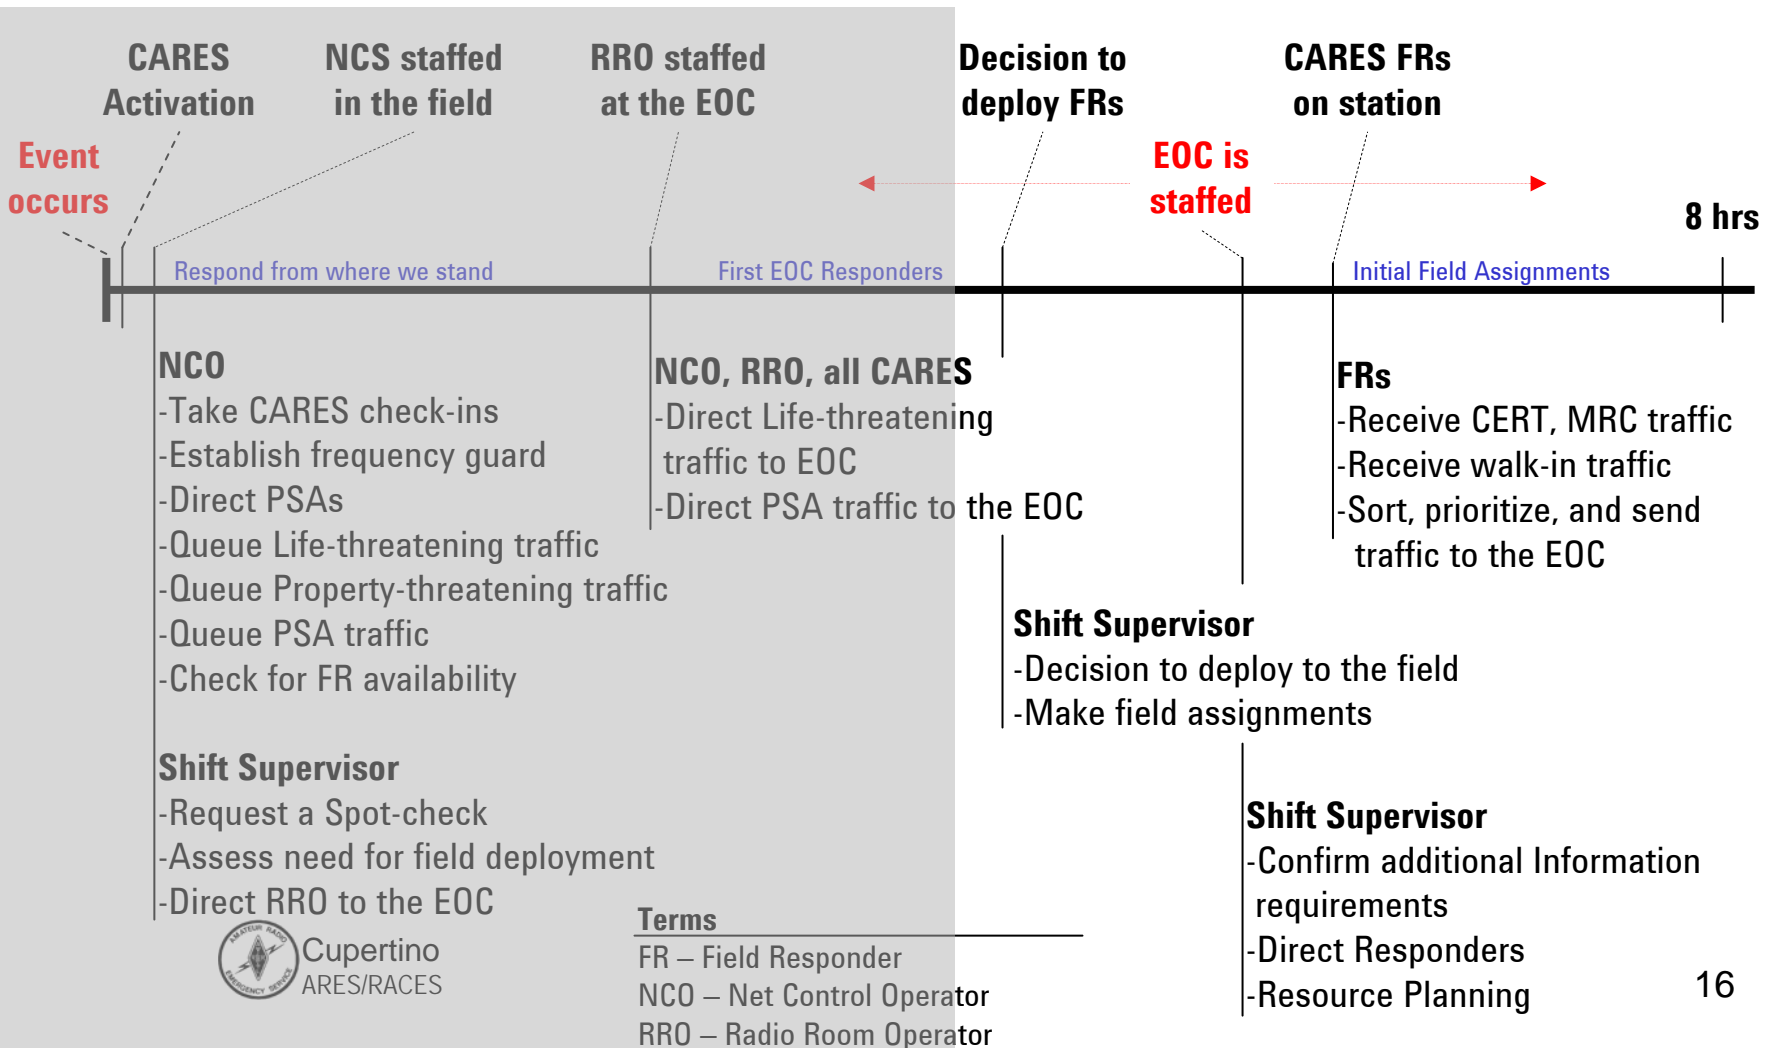 CARES
Activation
NCS staffed
in the field
RRO staffed
at the EOC
Decision to
deploy FRs
CARES FRs
on station
Event
occurs
EOC is
staffed
8 hrs
Respond from where we stand
First EOC Responders
Initial Field Assignments
NCO
-Take CARES check-ins
-Establish frequency guard
-Direct PSAs
-Queue Life-threatening traffic
-Queue Property-threatening traffic
-Queue PSA traffic
-Check for FR availability
Shift Supervisor
-Request a Spot-check
-Assess need for field deployment
-Direct RRO to the EOC
NCO, RRO, all CARES
-Direct Life-threatening
traffic to EOC
-Direct PSA traffic to the EOC
Shift Supervisor
-Decision to deploy to the field
-Make field assignments
Shift Supervisor
-Confirm additional Information
requirements
-Direct Responders
-Resource Planning
FRs
-Receive CERT, MRC traffic
-Receive walk-in traffic
-Sort, prioritize, and send
traffic to the EOC
AMATEUR RADIO
EMERGENCY SERVICE
Cupertino
ARES/RACES
Terms
FR – Field Responder
NCO – Net Control Operator
RRO – Radio Room Operator
16